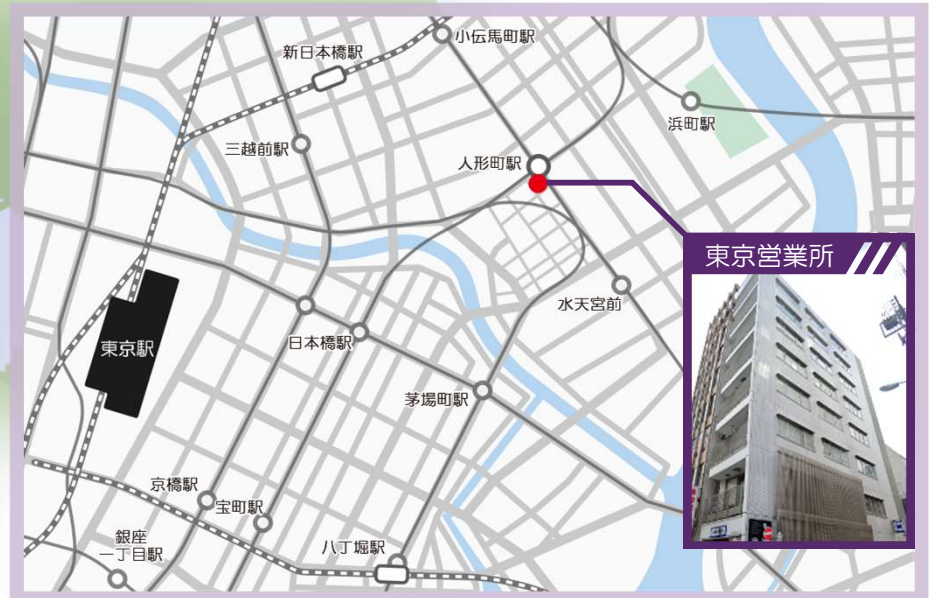 小伝馬町駅
新日本橋駅
浜町駅
三越前駅
人形町駅
東京営業所
水天宮前
東京駅
日本橋駅
茅場町駅
京橋駅
宝町駅
銀座
一丁目駅
八丁堀駅